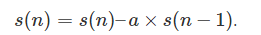 s(n) = s(n)–a × s(n − 1).